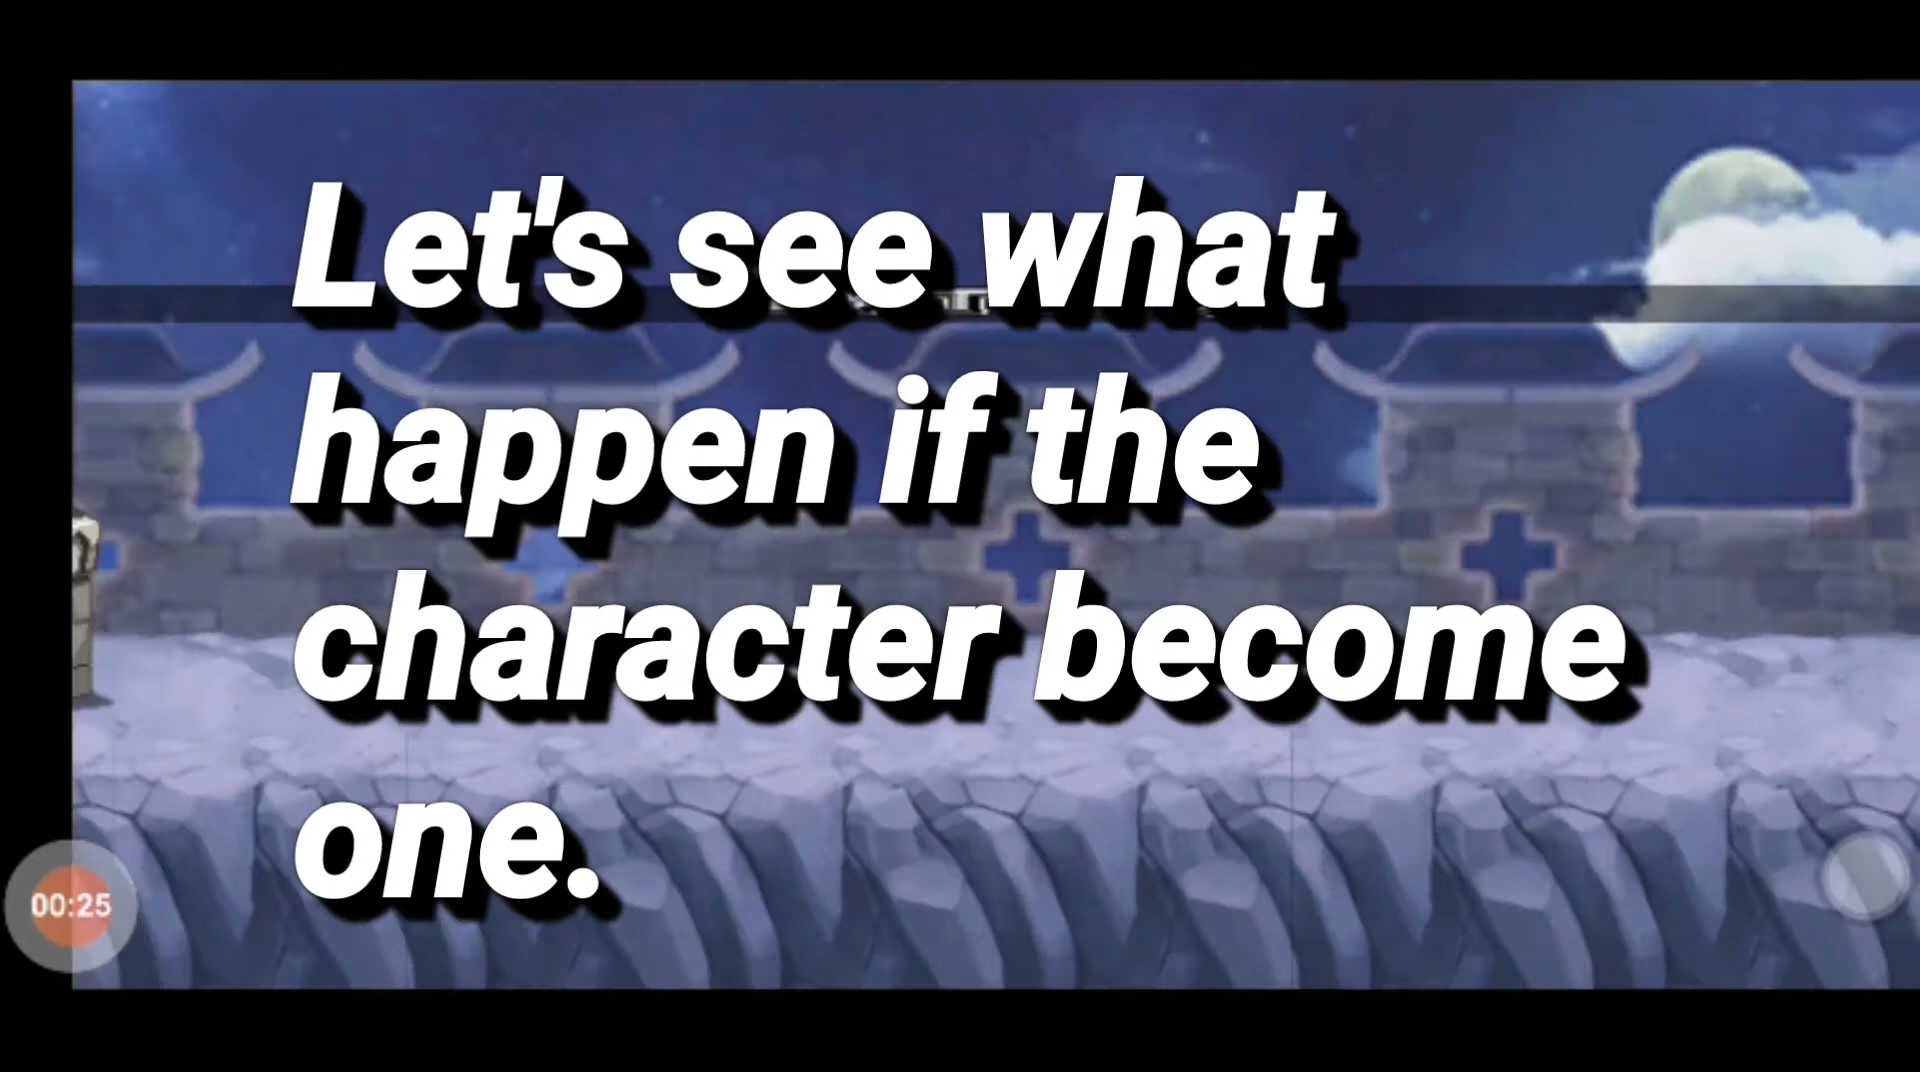 Let's see what
happen if the
character become
one.
00:25